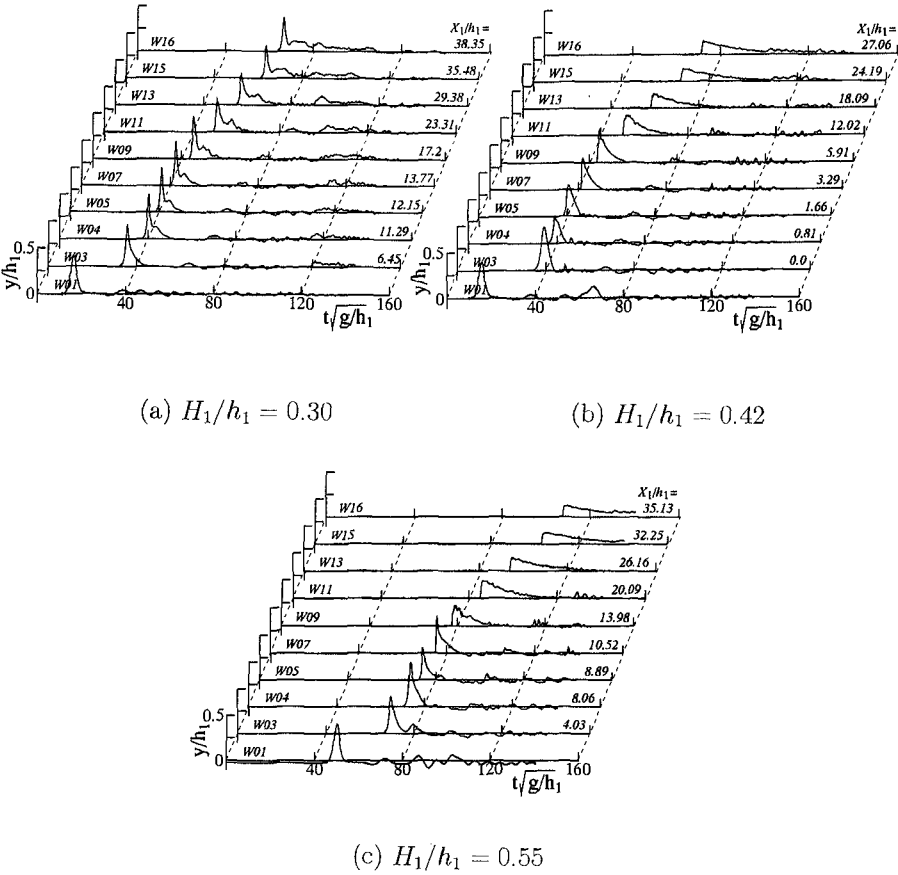 X₁/h₁=
W16 38.35
W15 35.48
W13 29.38
W11 23.31
W09 17.2
W07 13.77
W05 12.15
W04 11.29
W03 6.45
W01
0.5
y/h₁
0
40 80 120 160
t√g/h₁
(a) H₁/h₁ = 0.30
X₁/h₁=
W16 27.06
W15 24.19
W13 18.09
W11 12.02
W09 5.91
W07 3.29
W05 1.66
W04 0.81
W03 0.0
W01
0.5
y/h₁
0
40 80 120 160
t√g/h₁
(b) H₁/h₁ = 0.42
X₁/h₁=
W16 35.13
W15 32.25
W13 26.16
W11 20.09
W09 13.98
W07 10.52
W05 8.89
W04 8.06
W03 4.03
W01
0.5
y/h₁
0
40 80 120 160
t√g/h₁
(c) H₁/h₁ = 0.55